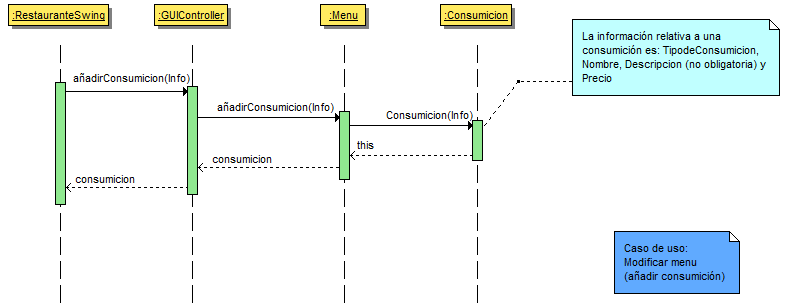 :RestauranteSwing
:GUIController
:Menu
:Consumicion
La información relativa a una
consumición es: TipodeConsumicion,
Nombre, Descripcion (no obligatoria) y
Precio
añadirConsumicion(Info)
añadirConsumicion(Info)
Consumicion(Info)
this
consumicion
consumicion
Caso de uso:
Modificar menu
(añadir consumición)